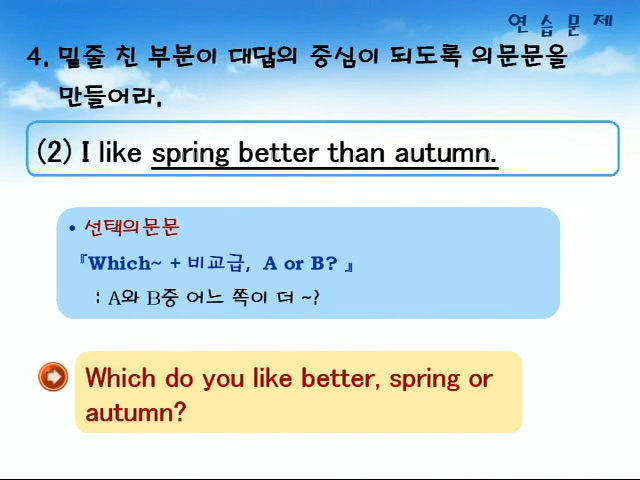 연습문제
4. 밑줄 친 부분이 대답의 중심이 되도록 의문문을
만들어라.
(2) I like spring better than autumn.
• 선택의문문
『Which~ + 비교급, A or B? 』
: A와 B중 어느 쪽이 더 ~?
Which do you like better, spring or
autumn?